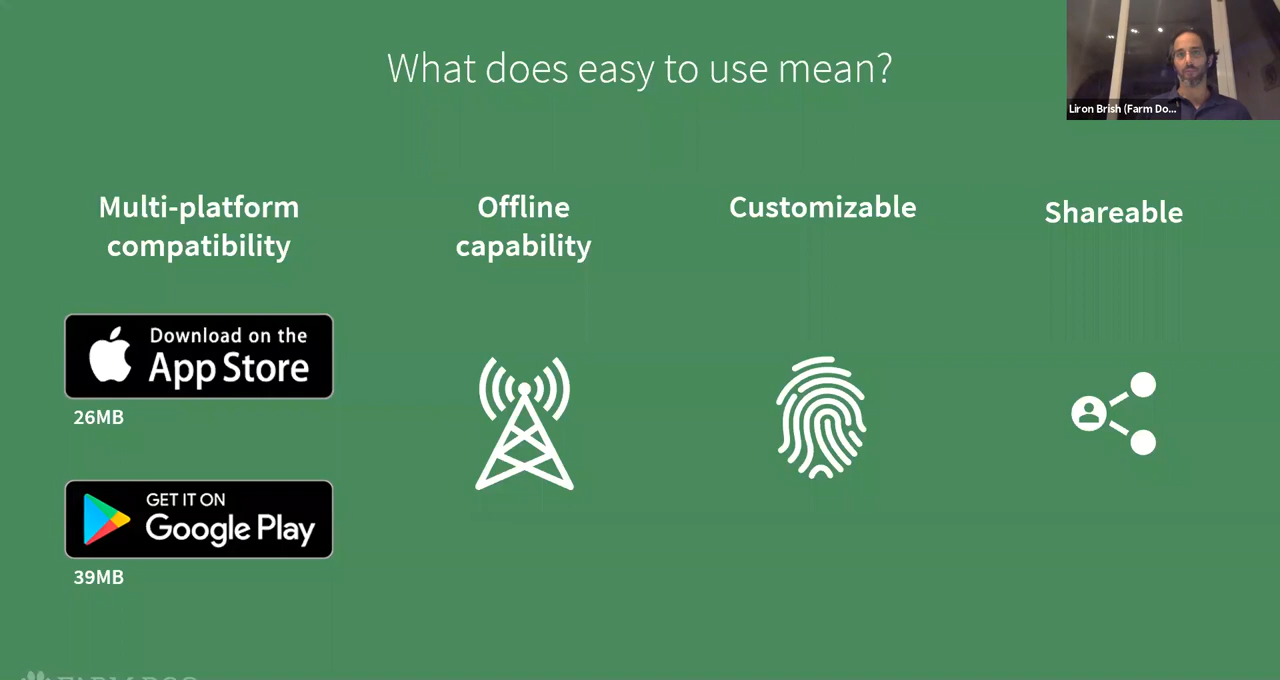 What does easy to use mean?
Liron Brish (Farm Do...
Multi-platform
compatibility
Offline
capability
Customizable
Shareable
Download on the
App Store
26MB
GET IT ON
Google Play
39MB